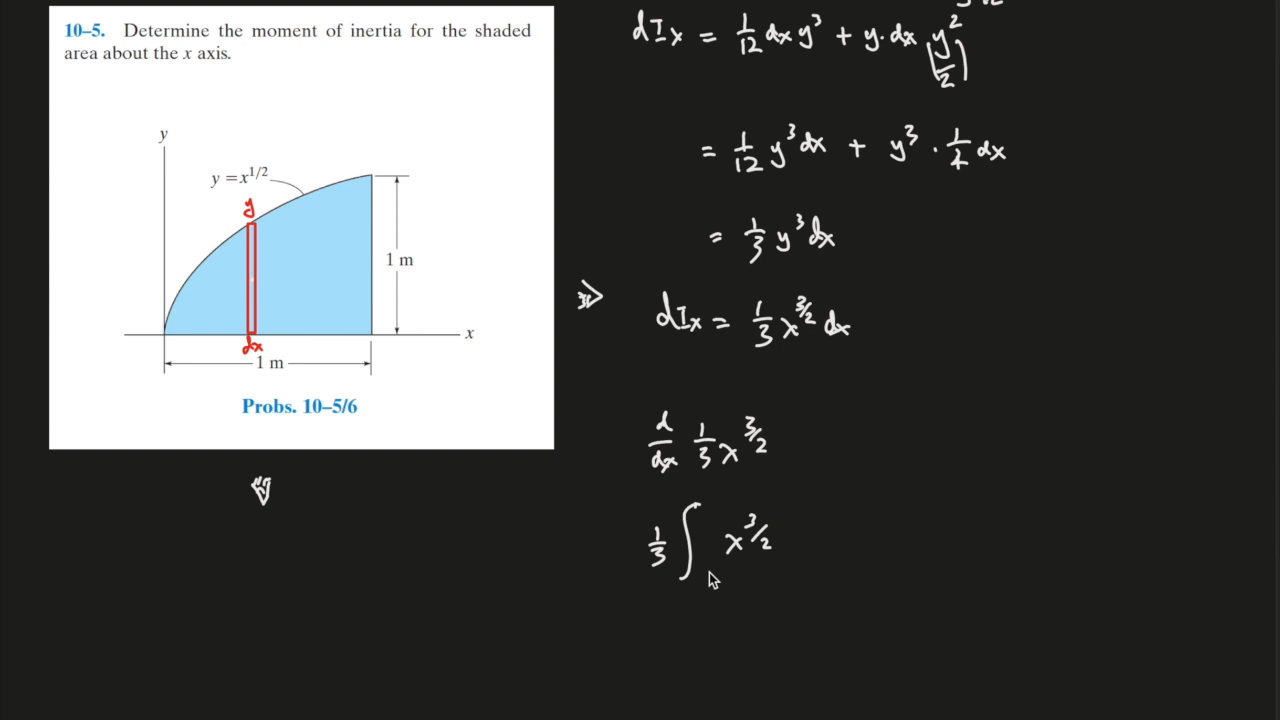 10–5. Determine the moment of inertia for the shaded
area about the x axis.
y
y = x^1/2
y
1 m
x
dx
1 m
Probs. 10–5/6
dIx = 1/12 dx y^3 + y · dx (y/2)^2
= 1/12 y^3 dx + y^3 · 1/4 dx
= 1/3 y^3 dx
dIx = 1/3 x^3/2 dx
d/dx 1/3 x^3/2
1/3 ∫ x^3/2